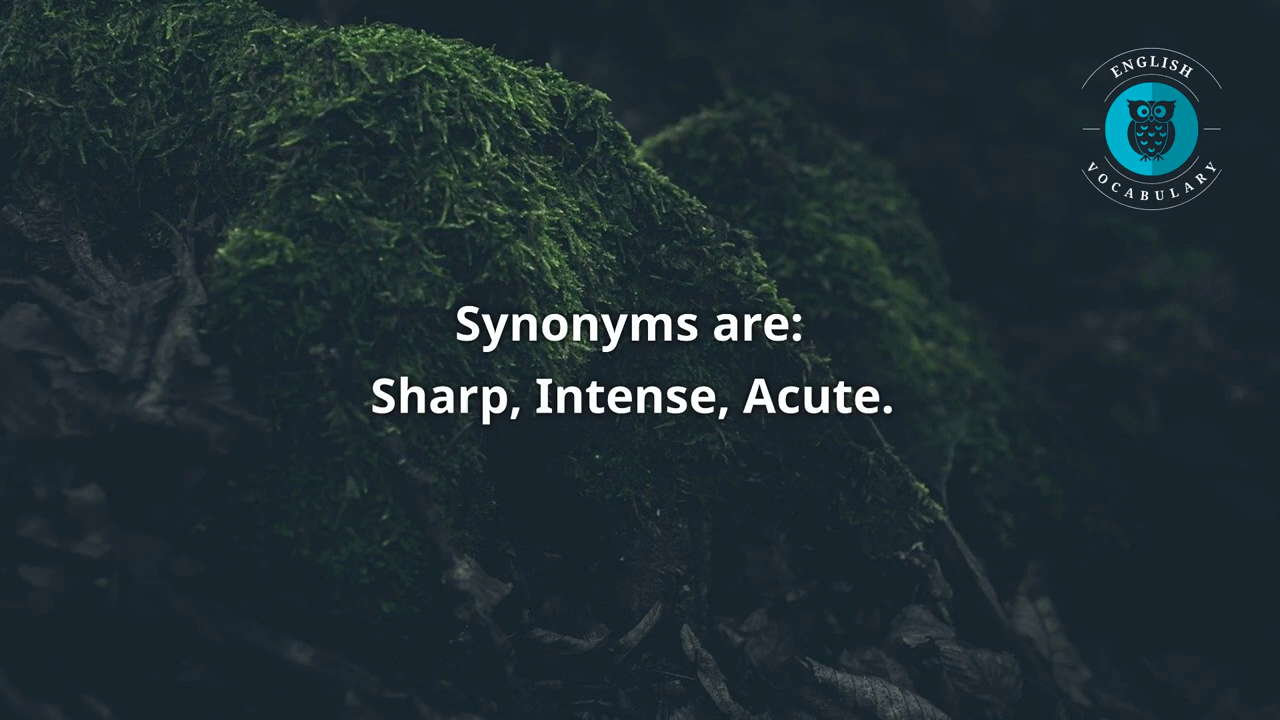 ENGLISH
VOCABULARY
Synonyms are:
Sharp, Intense, Acute.